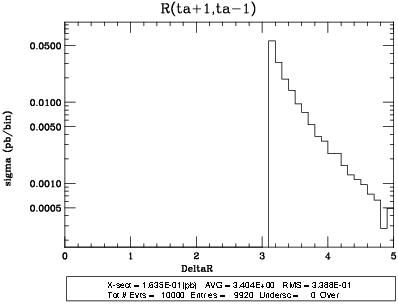 R(ta+1,ta-1)
sigma (pb/bin)
0.0500
0.0100
0.0050
0.0010
0.0005
0 1 2 3 4 5
DeltaR
X-sect = 1.635E-01(pb) AVG = 3.404E+00 RMS = 3.388E-01
Tot # Evts = 10000 Entries = 9920 Undersc = 0 Over